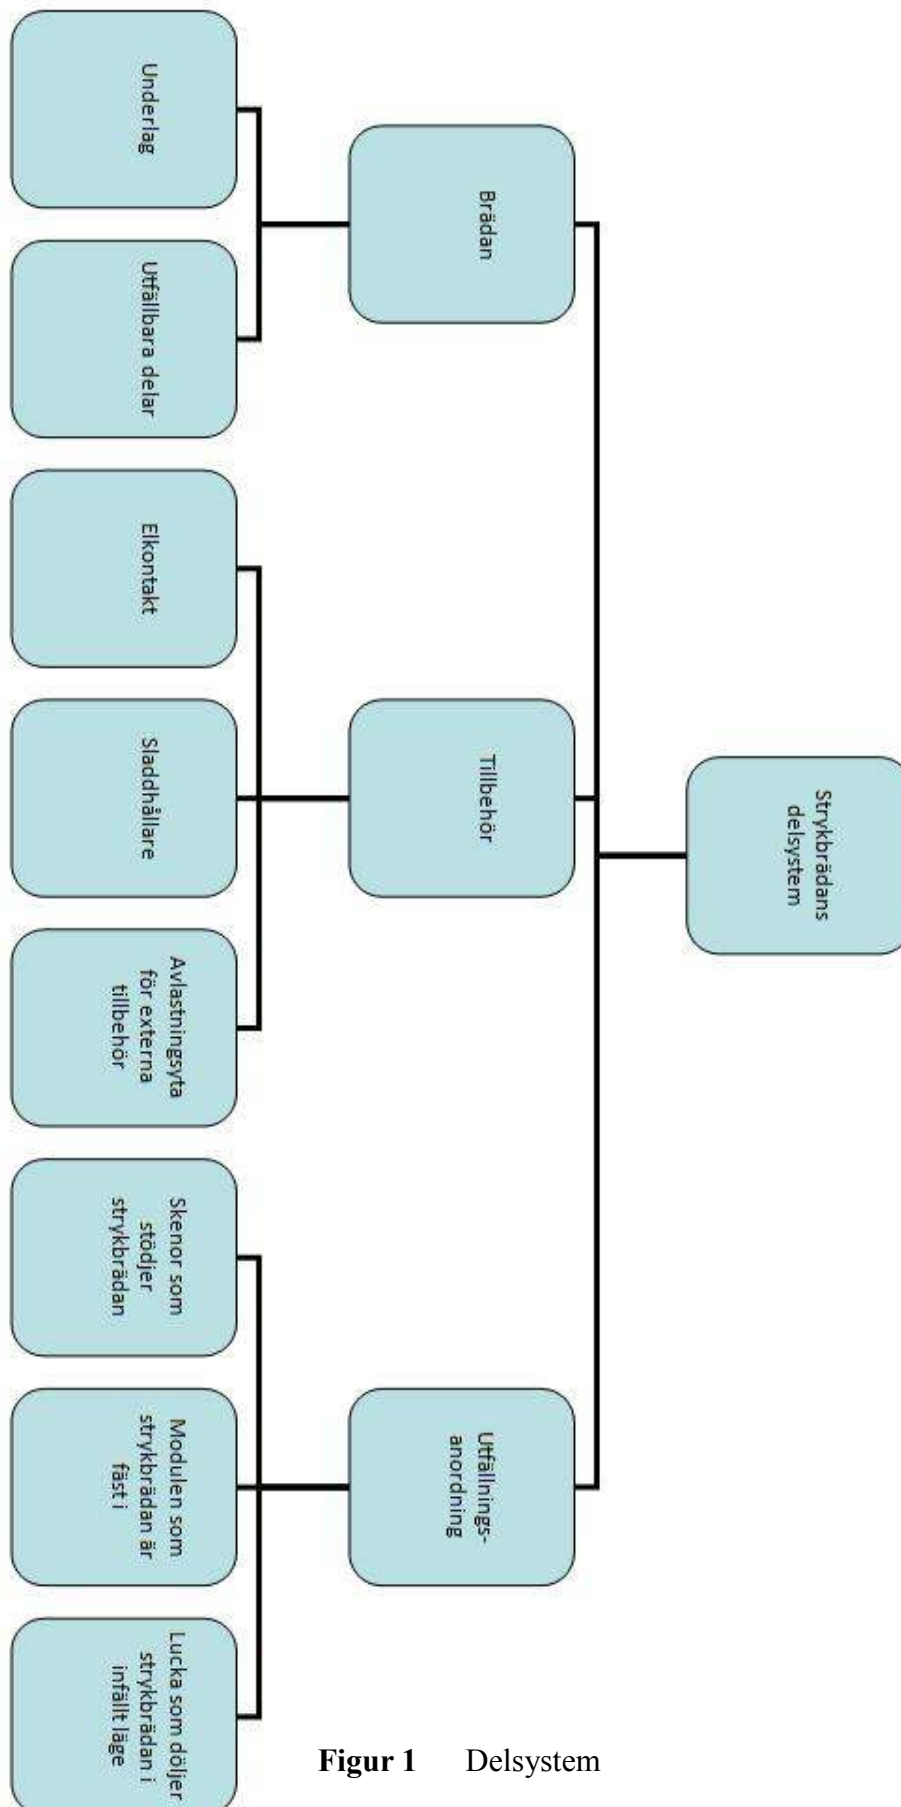 Strykbrädans
delsystem
Brädan
Tillbehör
Utfällnings-
anordning
Underlag
Utfällbara delar
Elkontakt
Sladdhållare
Avlastningsyta
för externa
tillbehör
Skenor som
stödjer
strykbrädan
Modulen som
strykbrädan är
fäst i
Lucka som döljer
strykbrädan i
infällt läge
Figur 1 Delsystem